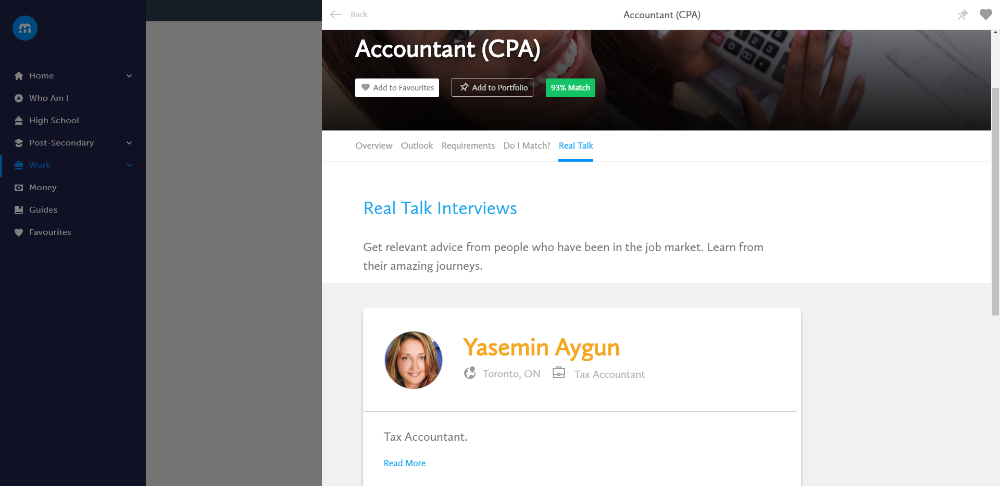 Back
Accountant (CPA)
Home
Who Am I
High School
Post-Secondary
Work
Money
Guides
Favourites
Accountant (CPA)
Add to Favourites
Add to Portfolio
93% Match
Overview
Outlook
Requirements
Do I Match?
Real Talk
Real Talk Interviews
Get relevant advice from people who have been in the job market. Learn from
their amazing journeys.
Yasemin Aygun
Toronto, ON
Tax Accountant
Tax Accountant.
Read More